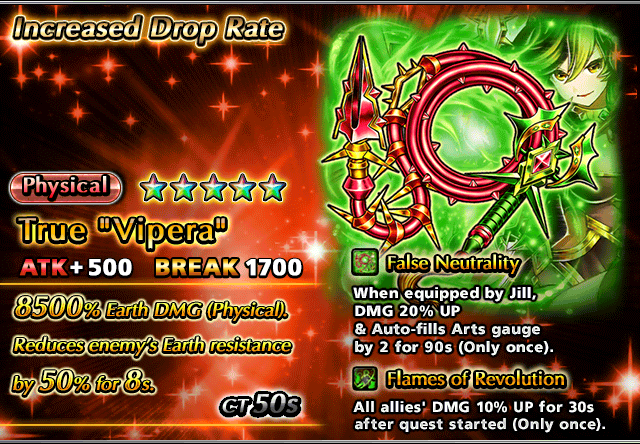 Increased Drop Rate
Physical
True "Vipera"
ATK+500 BREAK 1700
8500% Earth DMG (Physical).
Reduces enemy's Earth resistance
by 50% for 8s.
CT 50s
False Neutrality
When equipped by Jill,
DMG 20% UP
& Auto-fills Arts gauge
by 2 for 90s (Only once).
Flames of Revolution
All allies' DMG 10% UP for 30s
after quest started (Only once).